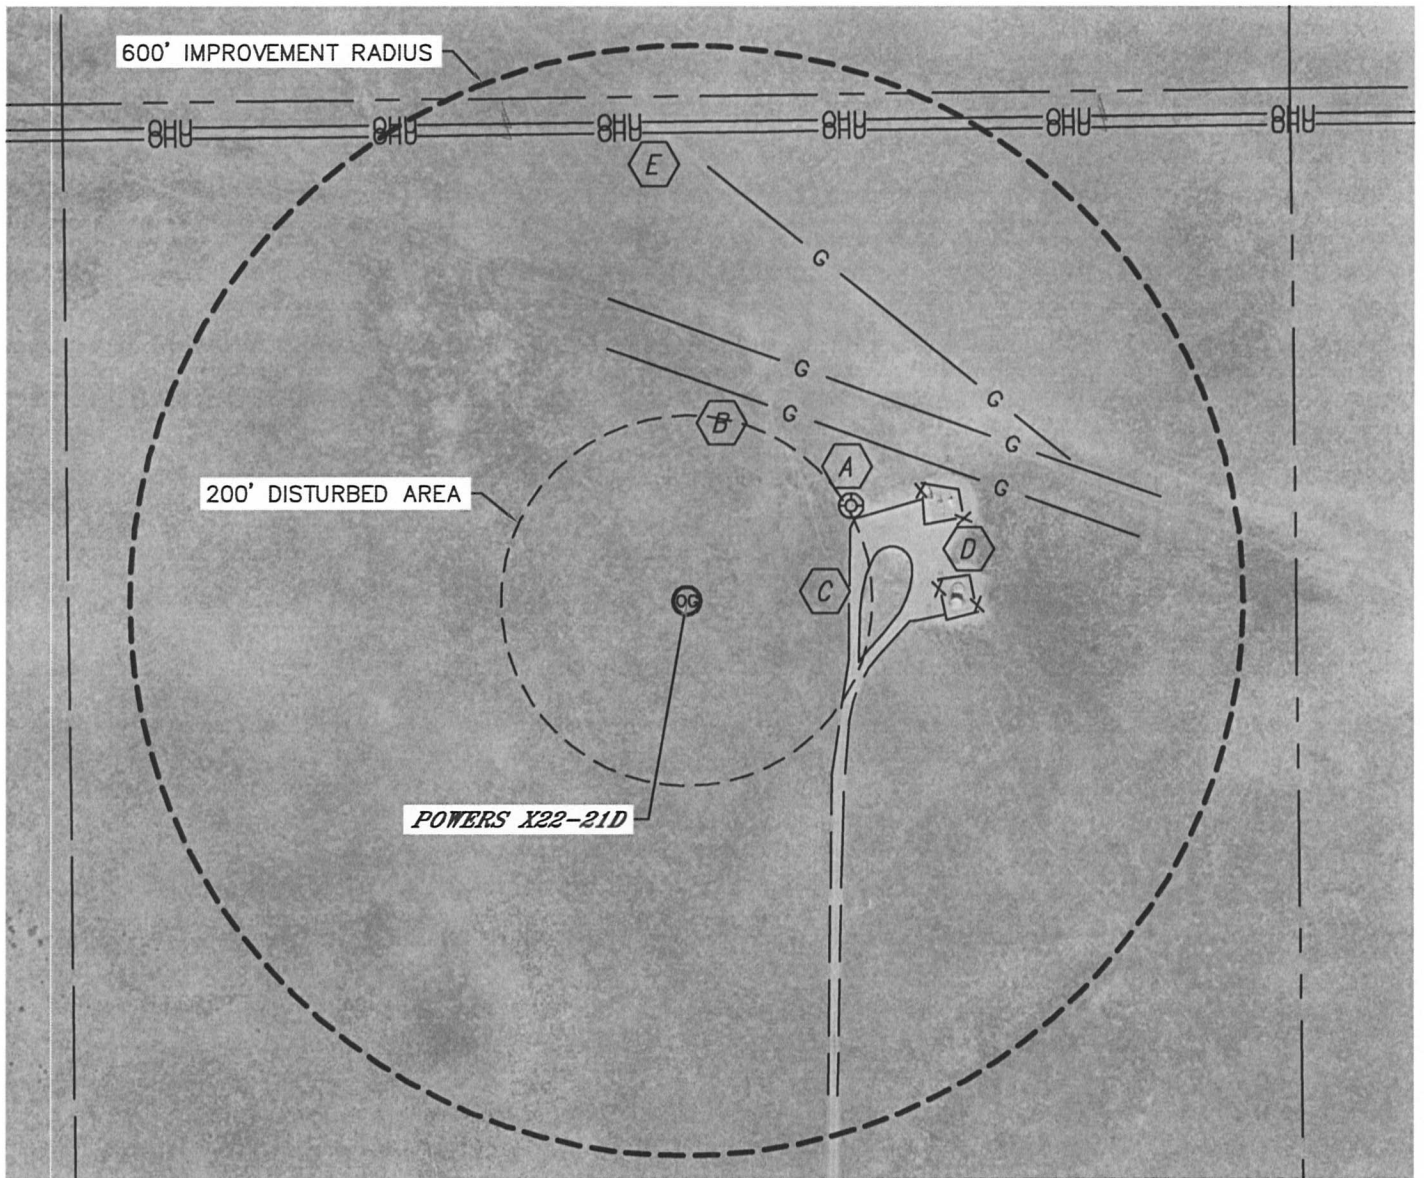 600' IMPROVEMENT RADIUS
OHU OHU OHU OHU OHU OHU
E
G
G
G
G
B
G
G
A
200' DISTURBED AREA
G
D
C
OG
POWERS X22-21D